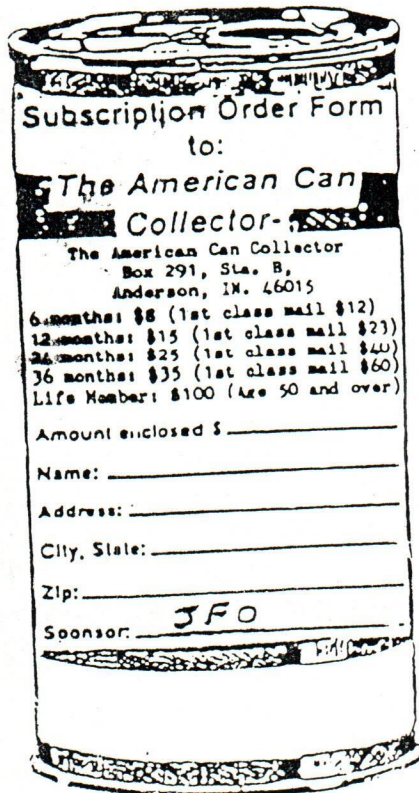 Subscription Order Form
to:
The American Can
Collector-
The American Can Collector
Box 291, Sta. B,
Anderson, IN. 46015
6 months: $8 (1st class mail $12)
12 months: $15 (1st class mail $23)
24 months: $25 (1st class mail $40)
36 months: $35 (1st class mail $60)
Life Member: $100 (Age 50 and over)
Amount enclosed $
Name:
Address:
City, State:
Zip:
Sponsor: JFO